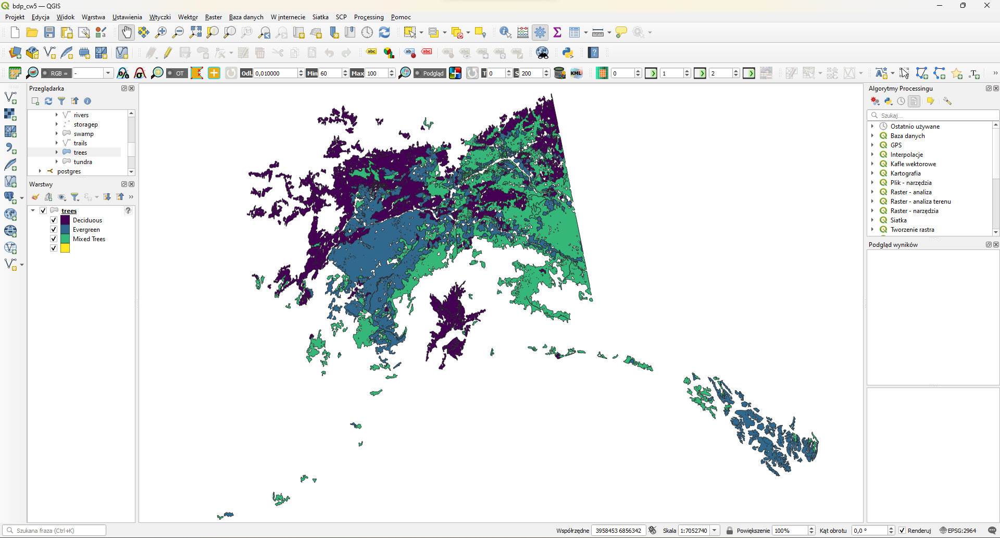 bdp_cw5 — QGIS
Projekt Edycja Widok Warstwa Ustawienia Wtyczki Wektor Raster Baza danych W internecie Siatka SCP Processing Pomoc
abc abc abc
RGB = - OT Odl. 0,010000 Min 60 Max 100 Podgląd T 0 S 200 KML 0 1 2 »
Przeglądarka
rivers
storagep
swamp
trails
trees
tundra
postgres
Warstwy
»
trees ?
Deciduous
Evergreen
Mixed Trees
Algorytmy Processingu
Szukaj...
Ostatnio używane
Baza danych
GPS
Interpolacje
Kafle wektorowe
Kartografia
Plik - narzędzia
Raster - analiza
Raster - analiza terenu
Raster - narzędzia
Siatka
Tworzenie rastra
Podgląd wyników
Szukana fraza (Ctrl+K)
Współrzędne 3958453 6856342 Skala 1:7052740 Powiększenie 100% Kąt obrotu 0,0 ° Renderuj EPSG:2964